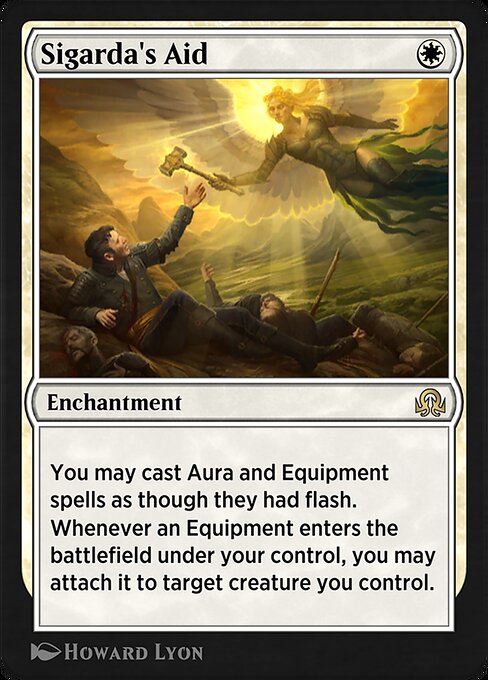 Sigarda's Aid
Enchantment
You may cast Aura and Equipment
spells as though they had flash.
Whenever an Equipment enters the
battlefield under your control, you may
attach it to target creature you control.
Howard Lyon